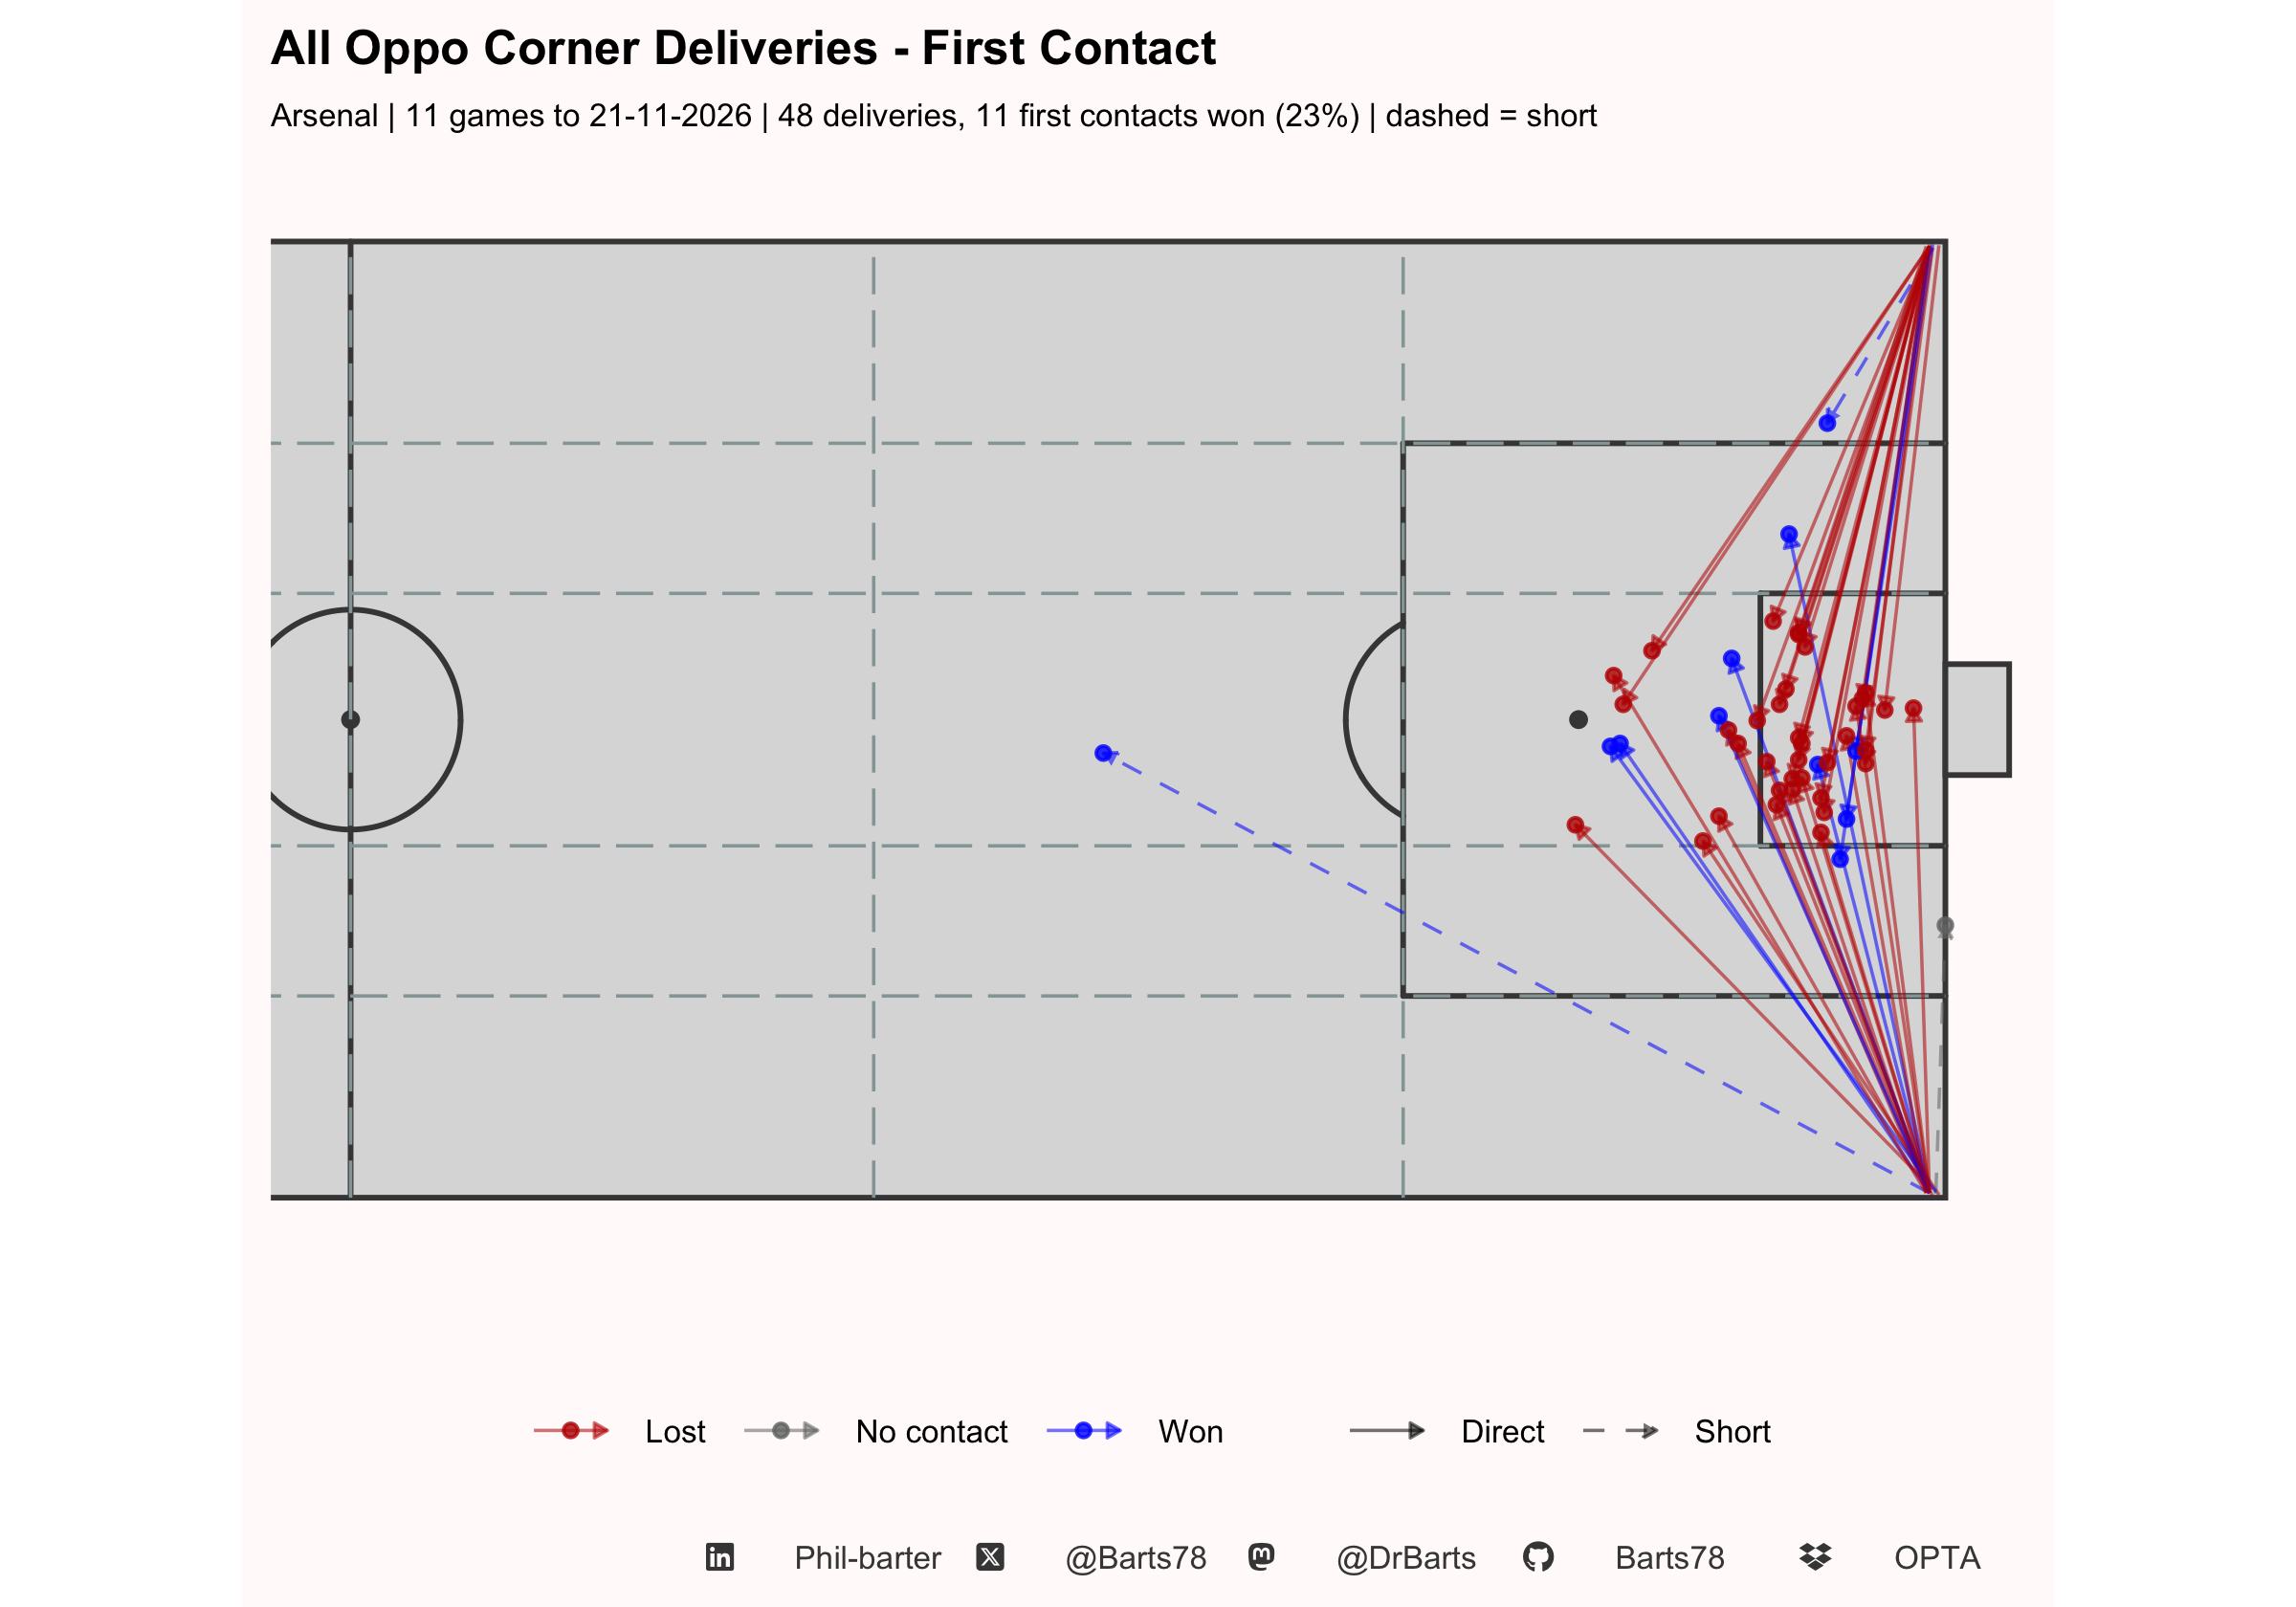 All Oppo Corner Deliveries - First Contact
Arsenal | 11 games to 21-11-2026 | 48 deliveries, 11 first contacts won (23%) | dashed = short
Lost No contact Won Direct Short
Phil-barter @Barts78 @DrBarts Barts78 OPTA